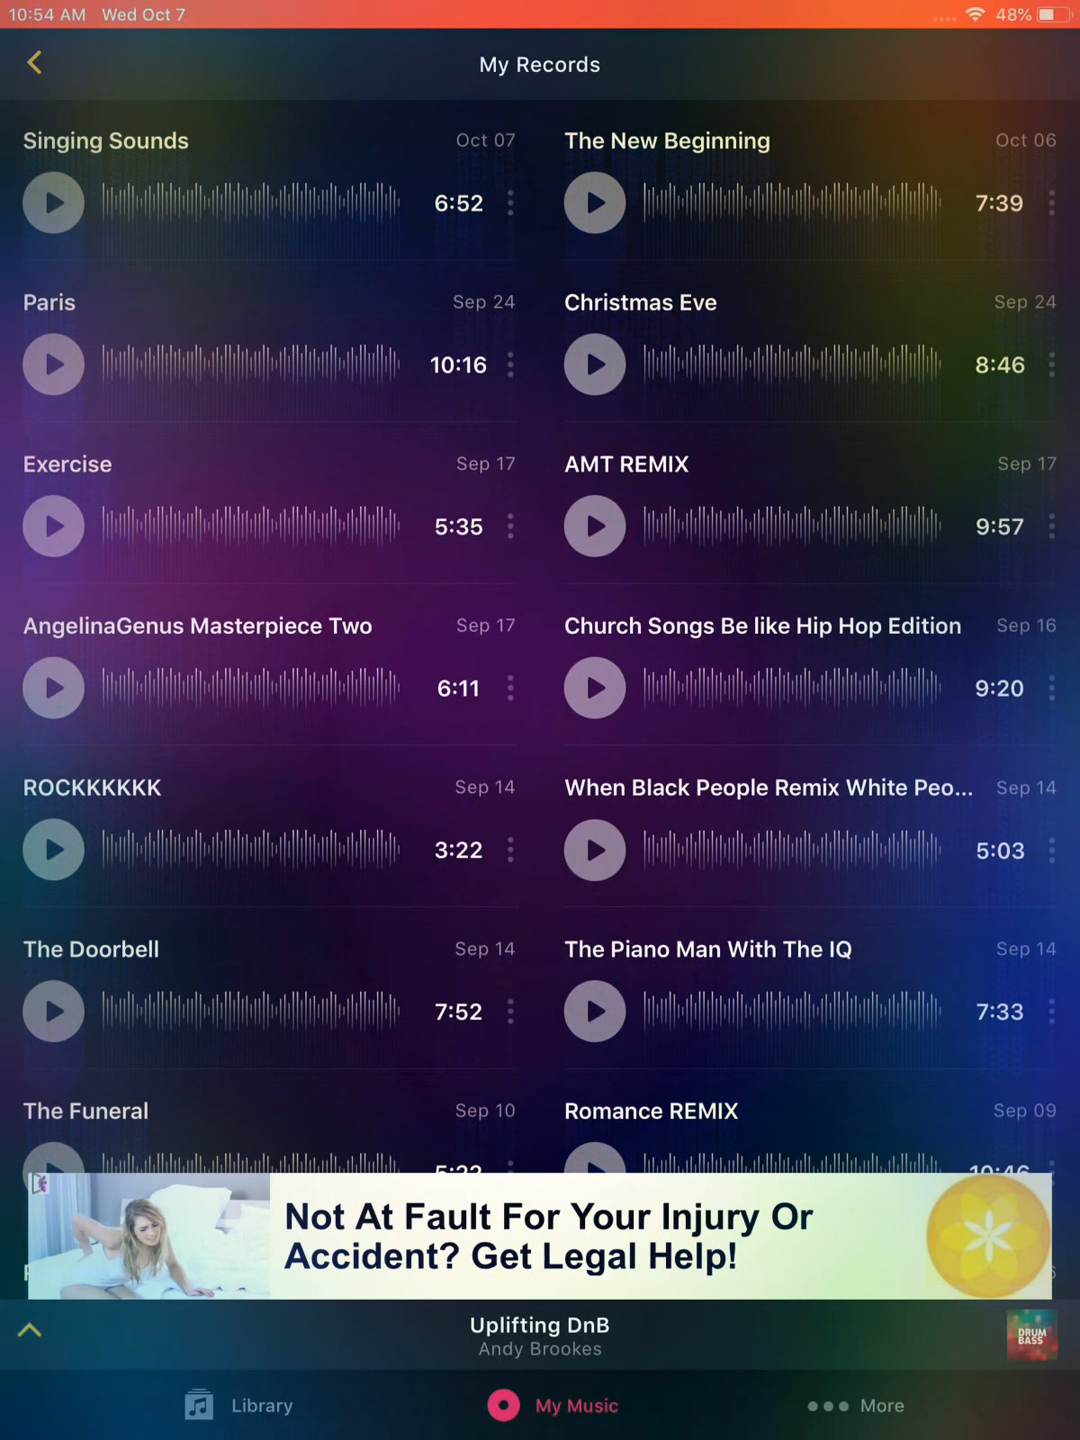 10:54 AM Wed Oct 7
48%
My Records
Singing Sounds Oct 07
6:52
The New Beginning Oct 06
7:39
Paris Sep 24
10:16
Christmas Eve Sep 24
8:46
Exercise Sep 17
5:35
AMT REMIX Sep 17
9:57
AngelinaGenus Masterpiece Two Sep 17
6:11
Church Songs Be like Hip Hop Edition Sep 16
9:20
ROCKKKKKK Sep 14
3:22
When Black People Remix White Peo... Sep 14
5:03
The Doorbell Sep 14
7:52
The Piano Man With The IQ Sep 14
7:33
The Funeral Sep 10
Romance REMIX Sep 09
Not At Fault For Your Injury Or
Accident? Get Legal Help!
Uplifting DnB
Andy Brookes
DRUM
BASS
Library
My Music
More